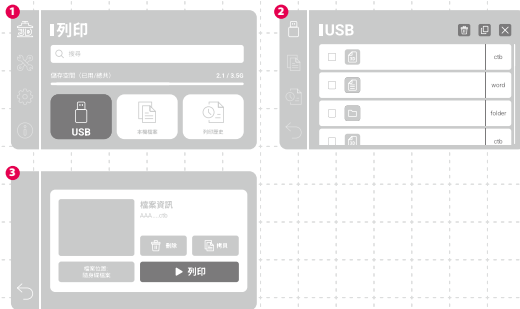 1
列印
搜尋
儲存空間（已用/總共） 2.1 / 3.5G
USB
本機檔案
列印歷史
2
USB
ctb
word
folder
ctb
3
檔案資訊
AAA... .ctb
刪除
拷貝
列印